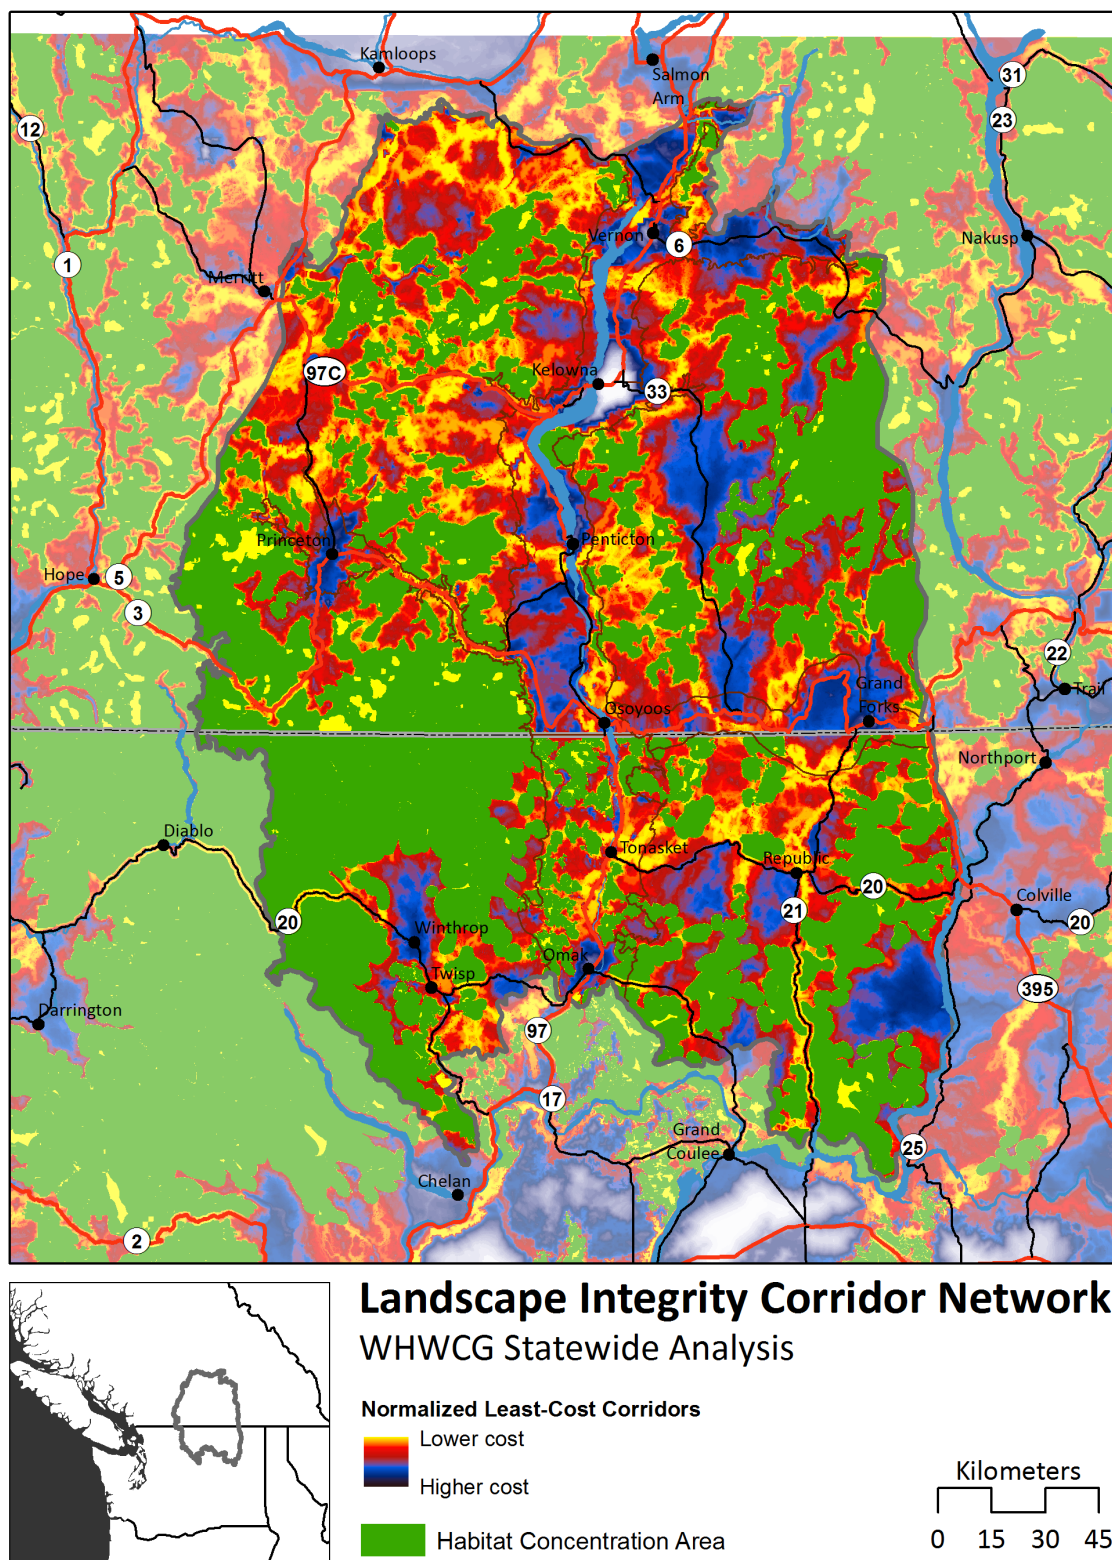 Kamloops
Salmon
Arm
31
23
12
Vernon
6
Nakusp
1
Merritt
97C
Kelowna
33
Princeton
Penticton
Hope
5
3
22
Grand
Forks
Trail
Osoyoos
Northport
Diablo
Tonasket
Republic
20
Colville
20
21
20
Winthrop
Omak
Twisp
395
Darrington
97
17
Grand
Coulee
25
Chelan
2
Landscape Integrity Corridor Network
WHWCG Statewide Analysis
Normalized Least-Cost Corridors
Lower cost
Higher cost
Habitat Concentration Area
Kilometers
0 15 30 45